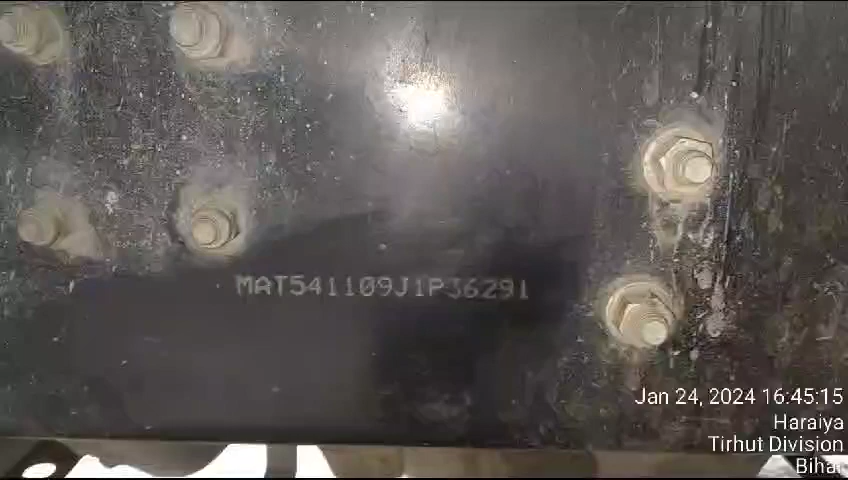 MAT541109J1P36291
Jan 24, 2024 16:45:15
Haraiya
Tirhut Division
Bihar